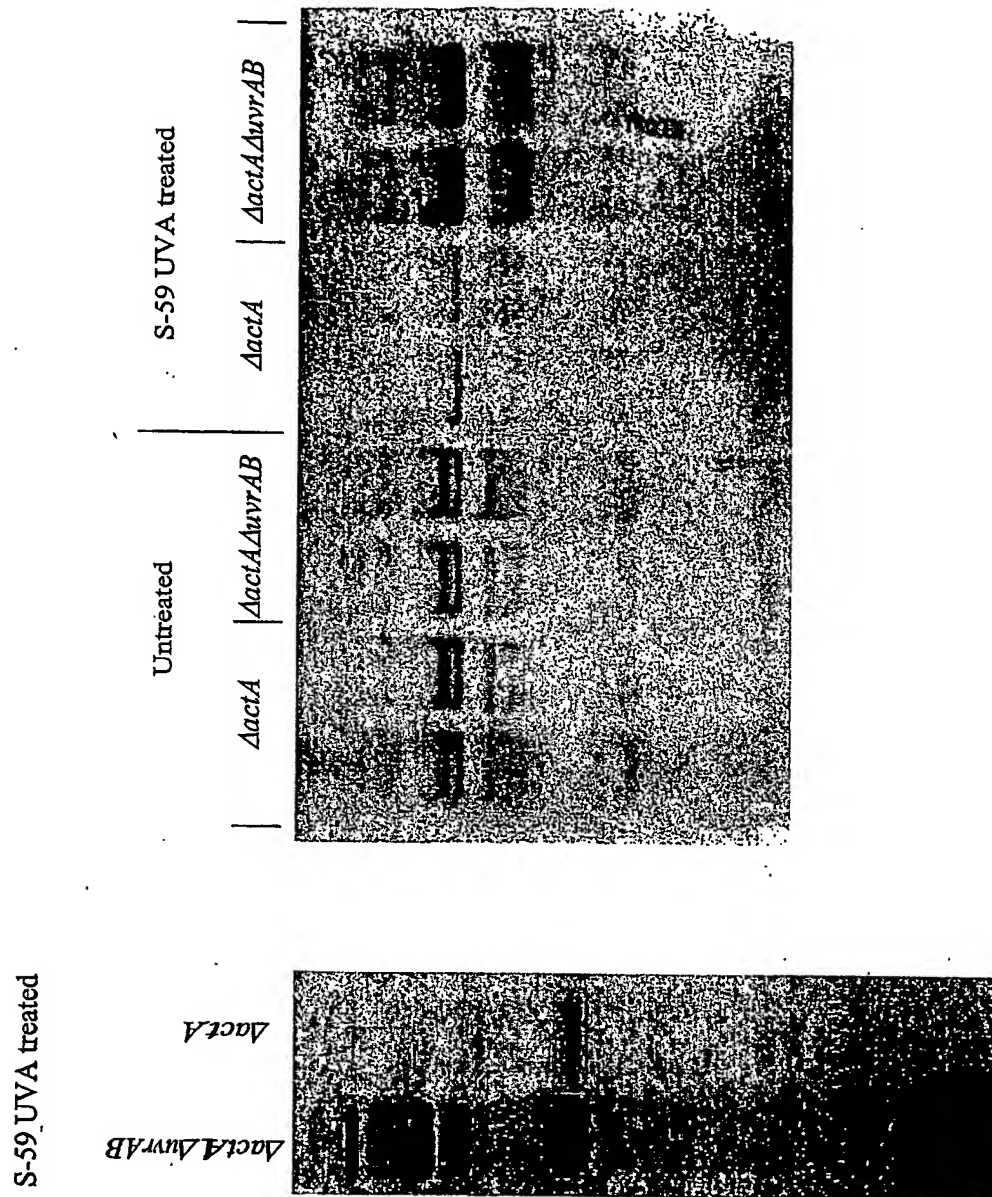 S-59 UVA treated
ΔactAΔuvrAB ΔactA
Untreated S-59 UVA treated
ΔactA ΔactAΔuvrAB ΔactA ΔactAΔuvrAB